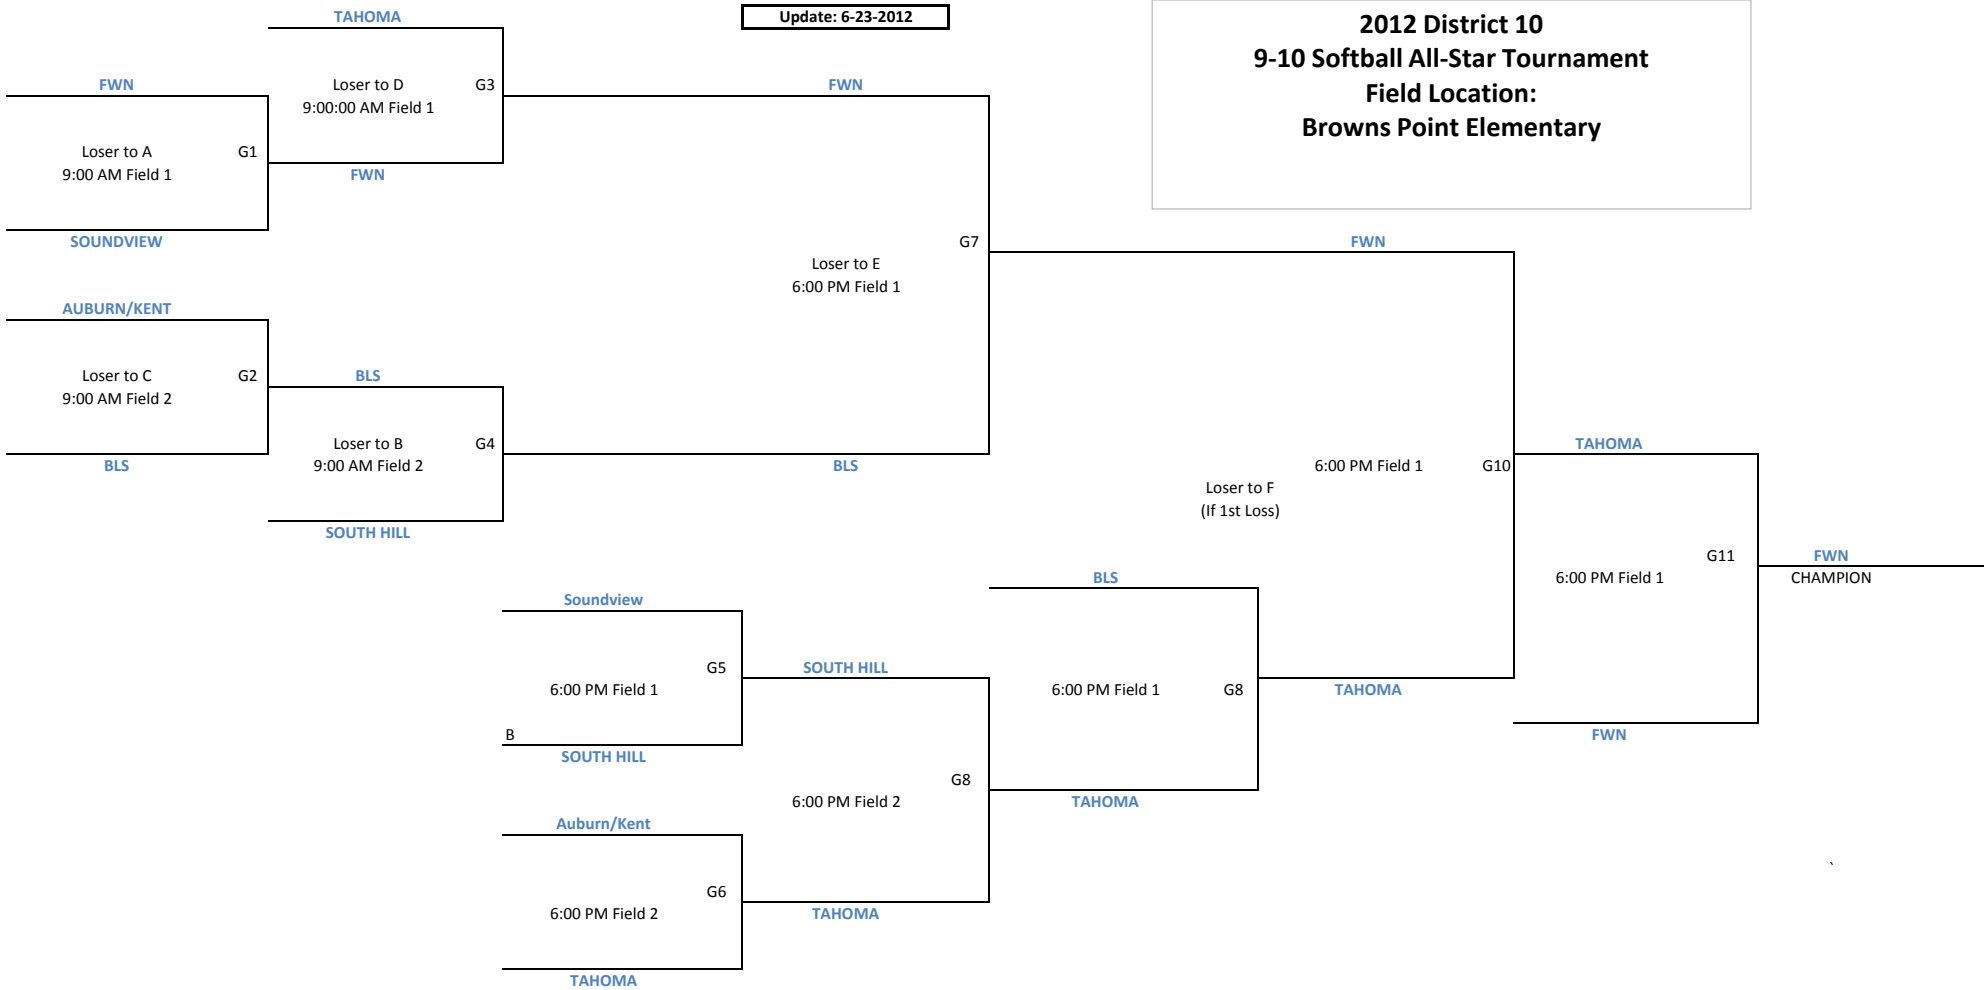 TAHOMA
Update: 6-23-2012
2012 District 10
9-10 Softball All-Star Tournament
Field Location:
Browns Point Elementary
FWN
Loser to D
G3
9:00:00 AM Field 1
FWN
Loser to A
G1
9:00 AM Field 1
FWN
SOUNDVIEW
G7
FWN
Loser to E
6:00 PM Field 1
AUBURN/KENT
Loser to C
G2
9:00 AM Field 2
BLS
Loser to B
G4
9:00 AM Field 2
BLS
BLS
6:00 PM Field 1
G10
TAHOMA
Loser to F
(If 1st Loss)
SOUTH HILL
G11
FWN
6:00 PM Field 1
CHAMPION
BLS
Soundview
G5
6:00 PM Field 1
SOUTH HILL
6:00 PM Field 1
G8
TAHOMA
B
SOUTH HILL
FWN
G8
6:00 PM Field 2
TAHOMA
Auburn/Kent
`
G6
6:00 PM Field 2
TAHOMA
TAHOMA